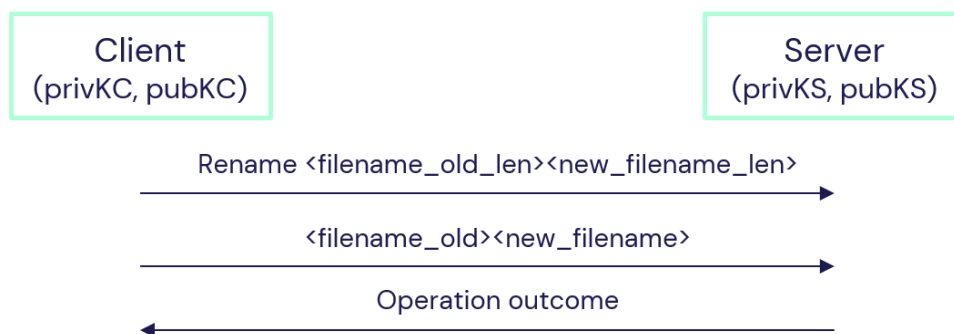 Client
(privKC, pubKC)
Server
(privKS, pubKS)
Rename <filename_old_len><new_filename_len>
<filename_old><new_filename>
Operation outcome